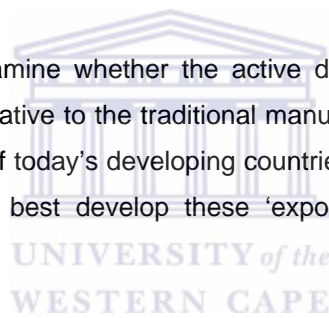 amine whether the active d
ative to the traditional manu
f today's developing countries
best develop these 'expo
UNIVERSITY of the
WESTERN CAPE